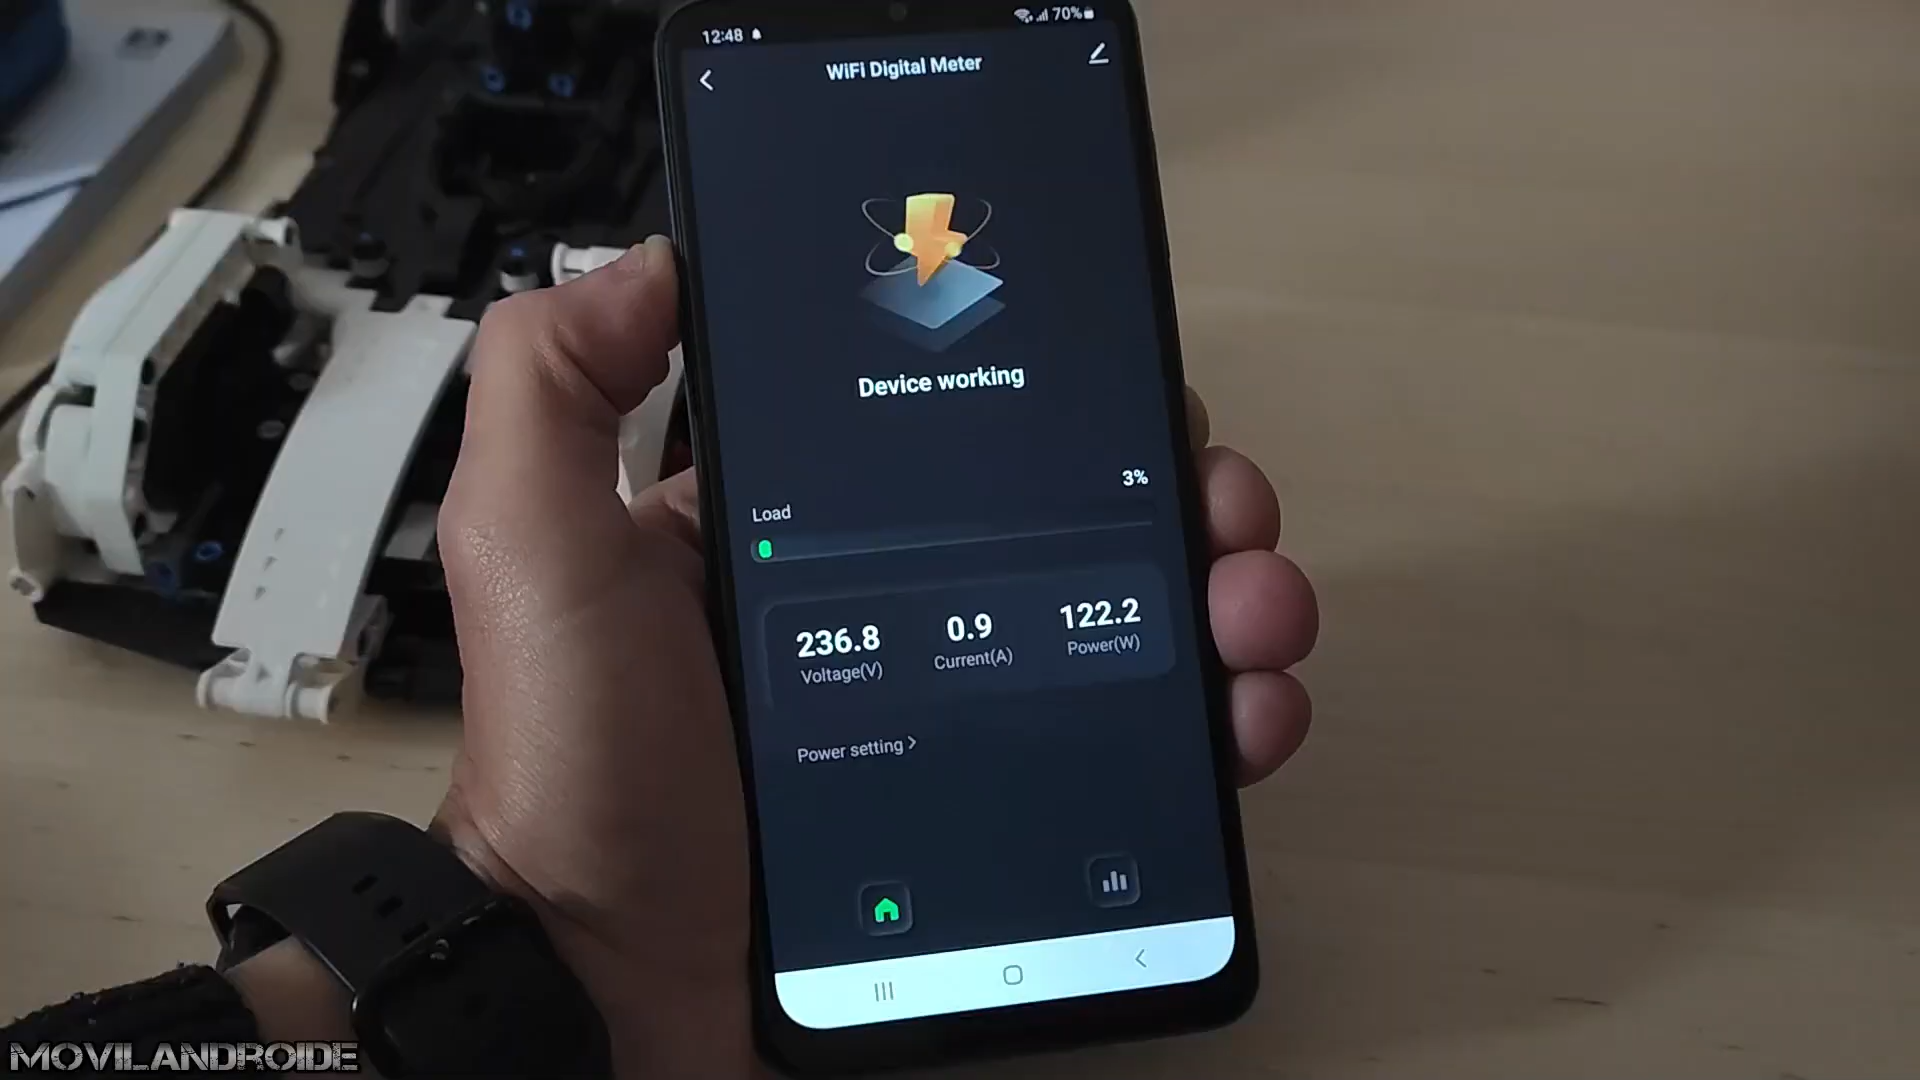 12:48
70%
WiFi Digital Meter
Device working
3%
Load
236.8 0.9 122.2
Voltage(V) Current(A) Power(W)
Power setting >
MOVILANDROIDE